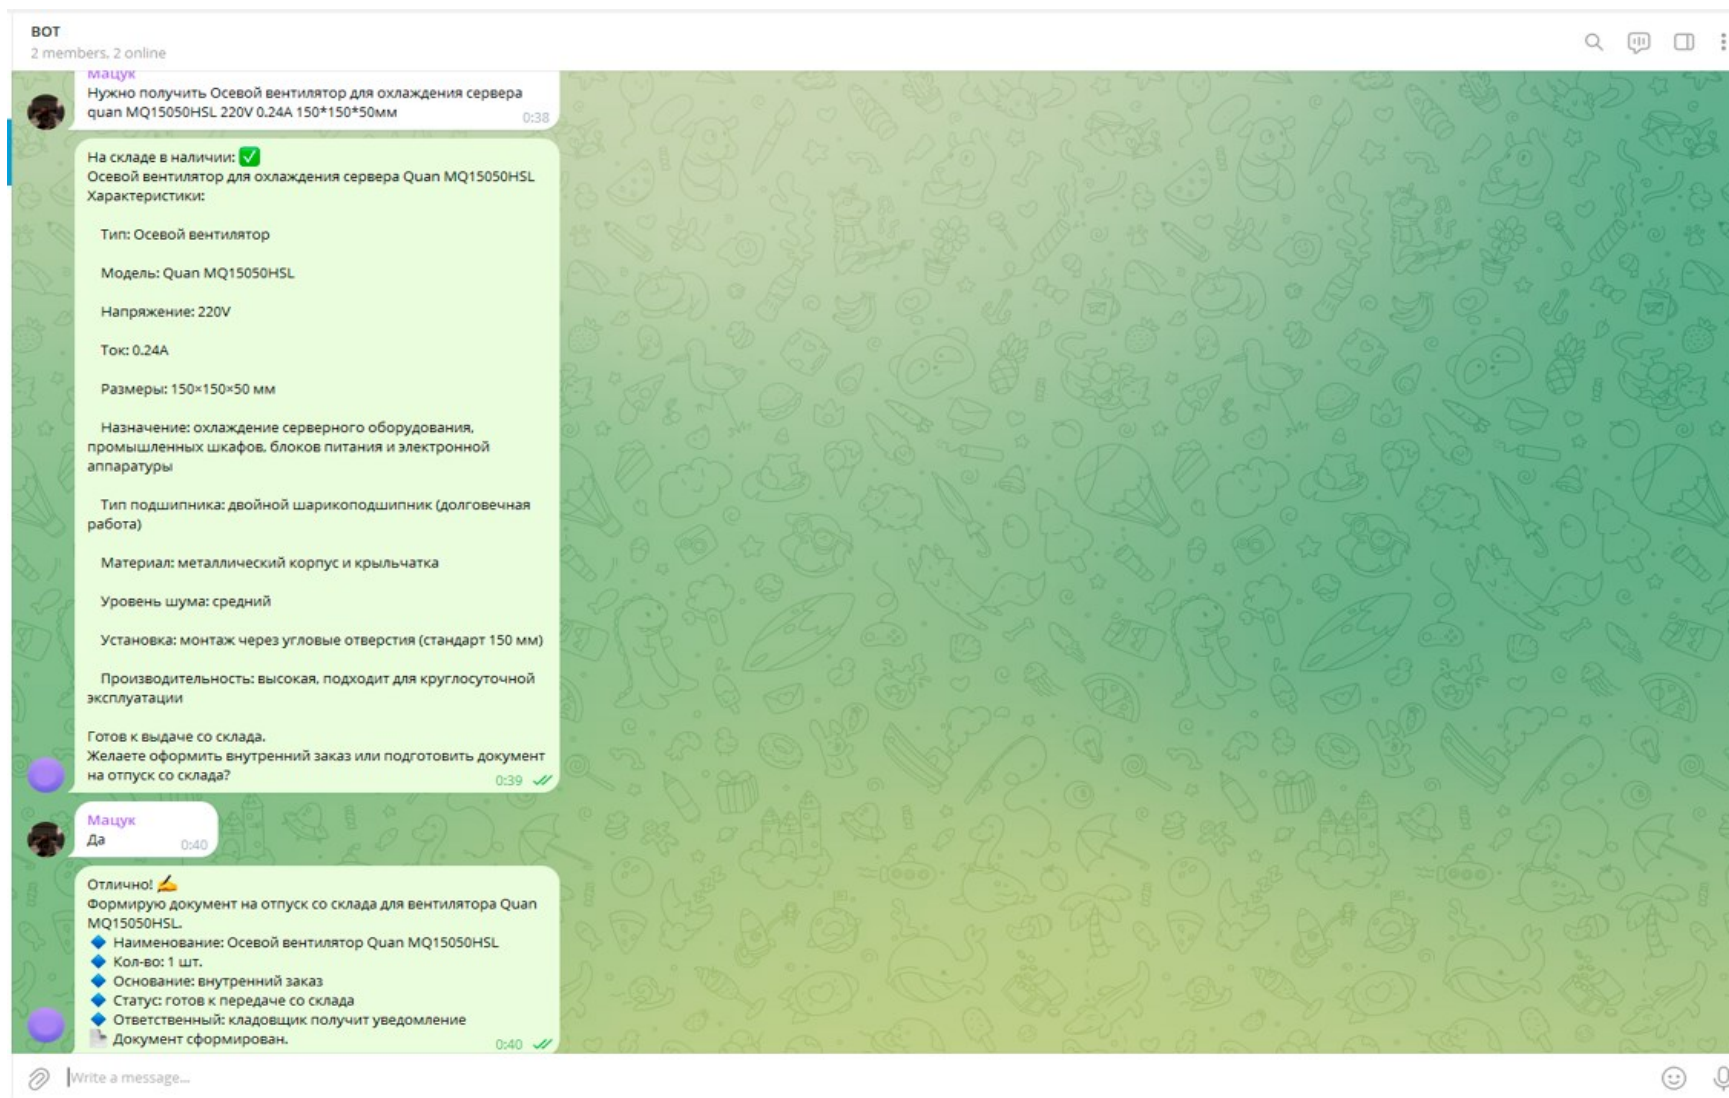 BOT
2 members, 2 online
Мацук
Нужно получить Осевой вентилятор для охлаждения сервера
quan MQ15050HSL 220V 0.24A 150*150*50мм
0:38
На складе в наличии: ✅
Осевой вентилятор для охлаждения сервера Quan MQ15050HSL
Характеристики:
Тип: Осевой вентилятор
Модель: Quan MQ15050HSL
Напряжение: 220V
Ток: 0.24A
Размеры: 150×150×50 мм
Назначение: охлаждение серверного оборудования,
промышленных шкафов, блоков питания и электронной
аппаратуры
Тип подшипника: двойной шарикоподшипник (долговечная
работа)
Материал: металлический корпус и крыльчатка
Уровень шума: средний
Установка: монтаж через угловые отверстия (стандарт 150 мм)
Производительность: высокая, подходит для круглосуточной
эксплуатации
Готов к выдаче со склада.
Желаете оформить внутренний заказ или подготовить документ
на отпуск со склада?
0:39
Мацук
Да
0:40
Отлично! ✍️
Формирую документ на отпуск со склада для вентилятора Quan
MQ15050HSL.
🔷 Наименование: Осевой вентилятор Quan MQ15050HSL
🔷 Кол-во: 1 шт.
🔷 Основание: внутренний заказ
🔷 Статус: готов к передаче со склада
🔷 Ответственный: кладовщик получит уведомление
📄 Документ сформирован.
0:40
Write a message...